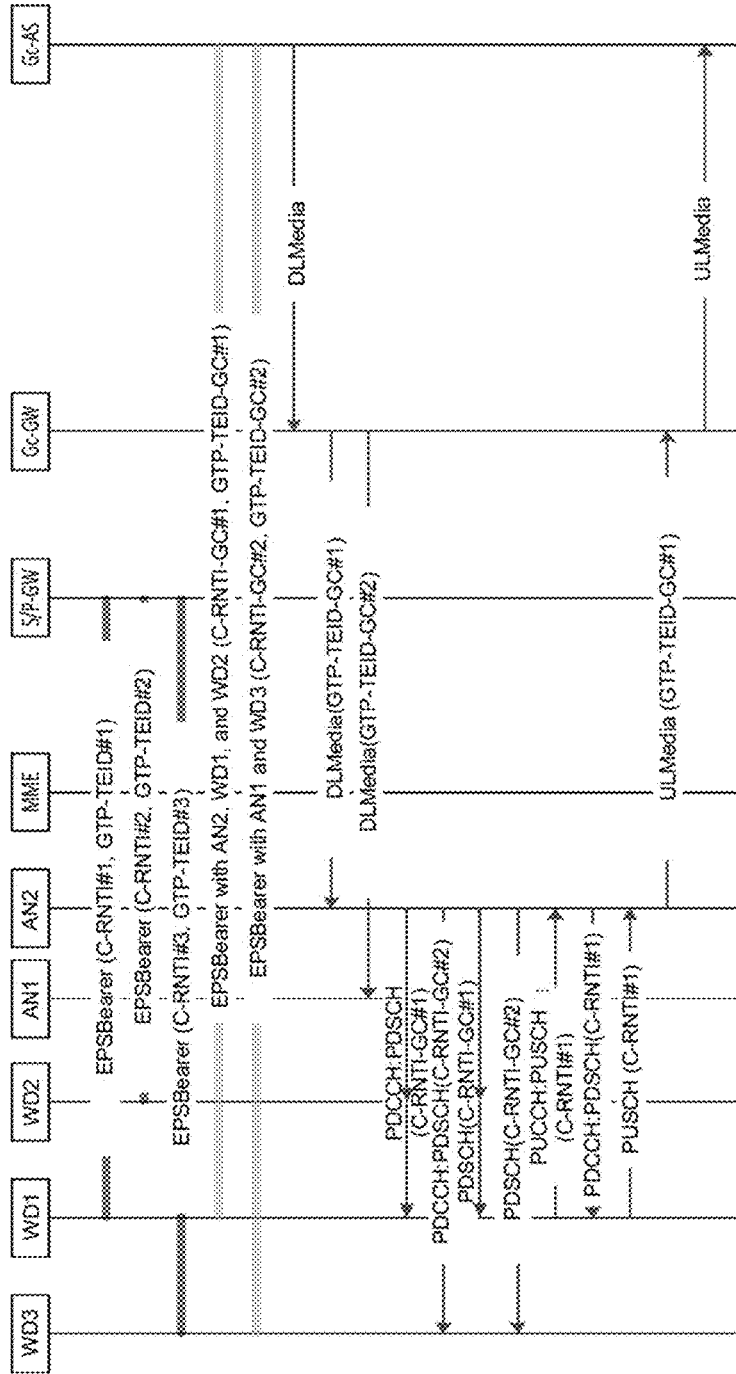 WD3
WD1
WD2
AN1
AN2
MME
S/P-GW
Gc-GW
Gc-AS
EPSBearer (C-RNTI#1, GTP-TEID#1)
EPSBearer (C-RNTI#2, GTP-TEID#2)
EPSBearer (C-RNTI#3, GTP-TEID#3)
EPSBearer with AN2, WD1, and WD2 (C-RNTI-GC#1, GTP-TEID-GC#1)
EPSBearer with AN1 and WD3 (C-RNTI-GC#2, GTP-TEID-GC#2)
DLMedia
DLMedia(GTP-TEID-GC#1)
DLMedia(GTP-TEID-GC#2)
PDCCH:PDSCH
(C-RNTI-GC#1)
PDCCH:PDSCH(C-RNTI-GC#2)
PDSCH(C-RNTI-GC#1)
PDSCH(C-RNTI-GC#2)
PUCCH:PUSCH
(C-RNTI#1)
PDCCH:PDSCH(C-RNTI#1)
PUSCH (C-RNTI#1)
ULMedia (GTP-TEID-GC#1)
ULMedia